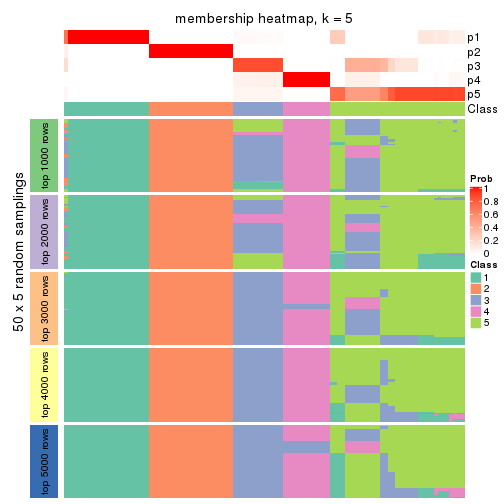 membership heatmap, k = 5
p1
p2
p3
p4
p5
Class
50 x 5 random samplings
top 1000 rows
top 2000 rows
top 3000 rows
top 4000 rows
top 5000 rows
Prob
1
0.8
0.6
0.4
0.2
0
Class
1
2
3
4
5